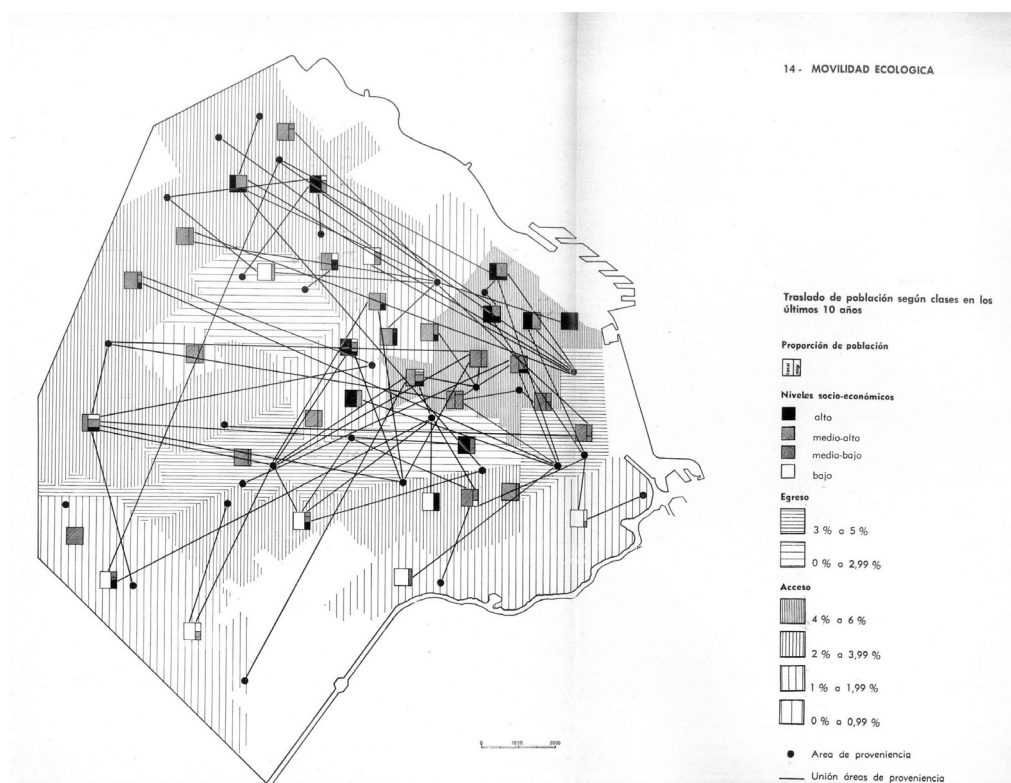 14 - MOVILIDAD ECOLOGICA
Traslado de población según clases en los
últimos 10 años
Proporción de población
Niveles socio-económicos
alto
medio-alto
medio-bajo
bajo
Egreso
3 % a 5 %
0 % a 2,99 %
Acceso
4 % a 6 %
2 % a 3,99 %
1 % a 1,99 %
0 % a 0,99 %
Area de proveniencia
Unión áreas de proveniencia
0 1000 2000